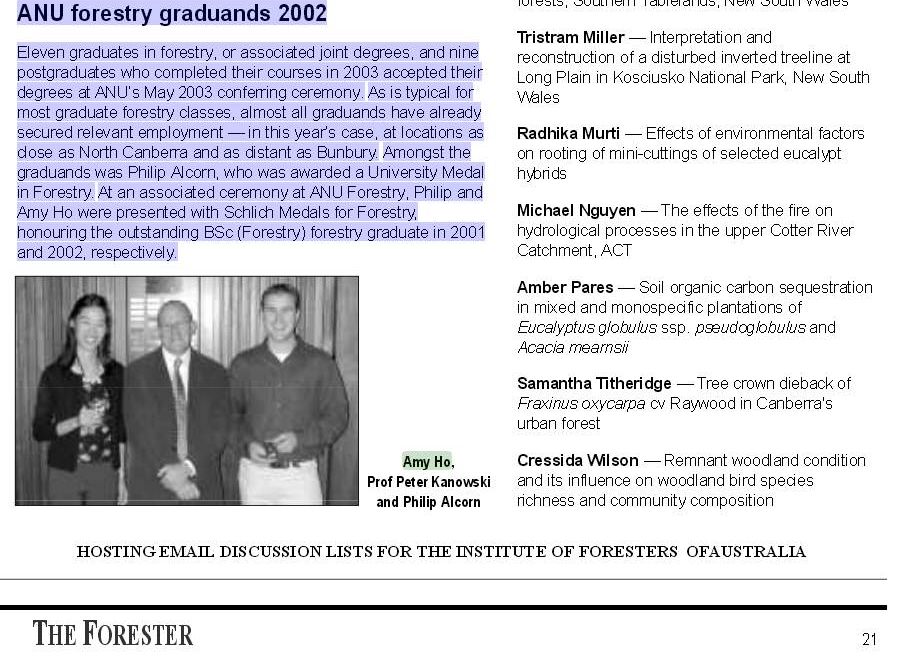 ANU forestry graduands 2002
Eleven graduates in forestry, or associated joint degrees, and nine
postgraduates who completed their courses in 2003 accepted their
degrees at ANU's May 2003 conferring ceremony. As is typical for
most graduate forestry classes, almost all graduands have already
secured relevant employment — in this year's case, at locations as
close as North Canberra and as distant as Bunbury. Amongst the
graduands was Philip Alcorn, who was awarded a University Medal
in Forestry. At an associated ceremony at ANU Forestry, Philip and
Amy Ho were presented with Schlich Medals for Forestry,
honouring the outstanding BSc (Forestry) forestry graduate in 2001
and 2002, respectively.
Amy Ho,
Prof Peter Kanowski
and Philip Alcorn
forests, Southern Tablelands, New South Wales
Tristram Miller — Interpretation and
reconstruction of a disturbed inverted treeline at
Long Plain in Kosciusko National Park, New South
Wales
Radhika Murti — Effects of environmental factors
on rooting of mini-cuttings of selected eucalypt
hybrids
Michael Nguyen — The effects of the fire on
hydrological processes in the upper Cotter River
Catchment, ACT
Amber Pares — Soil organic carbon sequestration
in mixed and monospecific plantations of
Eucalyptus globulus ssp. pseudoglobulus and
Acacia mearnsii
Samantha Titheridge — Tree crown dieback of
Fraxinus oxycarpa cv Raywood in Canberra's
urban forest
Cressida Wilson — Remnant woodland condition
and its influence on woodland bird species
richness and community composition
HOSTING EMAIL DISCUSSION LISTS FOR THE INSTITUTE OF FORESTERS OFAUSTRALIA
THE FORESTER
21